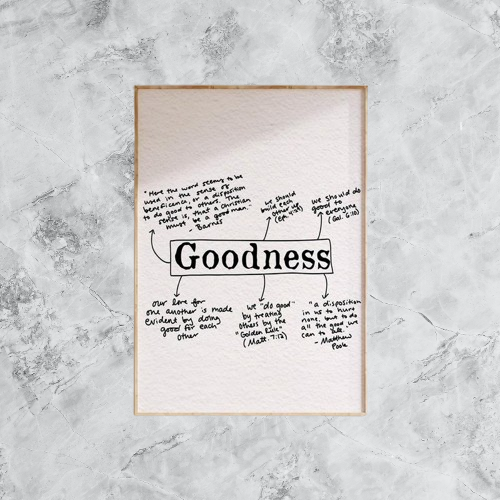 "Here the word seems to be
used in the sense of
beneficence, or a disposition
to do good to others. The
sense is, that a Christian
must be a good man."
- Barnes
we should
build each
other up
(Ef. 4:29)
we should do
good to
everyone
(Gal. 6:10)
Goodness
our love for
one another is made
evident by doing
good for each
other
we "do good"
by treating
others by the
"Golden Rule"
(Matt. 7:12)
"a disposition
in us to hurt
none, but to do
all the good we
can to all."
- Matthew
Poole